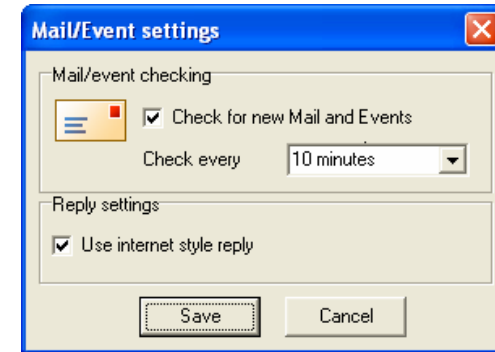 Mail/Event settings
Mail/event checking
Check for new Mail and Events
Check every 10 minutes
Reply settings
Use internet style reply
Save Cancel